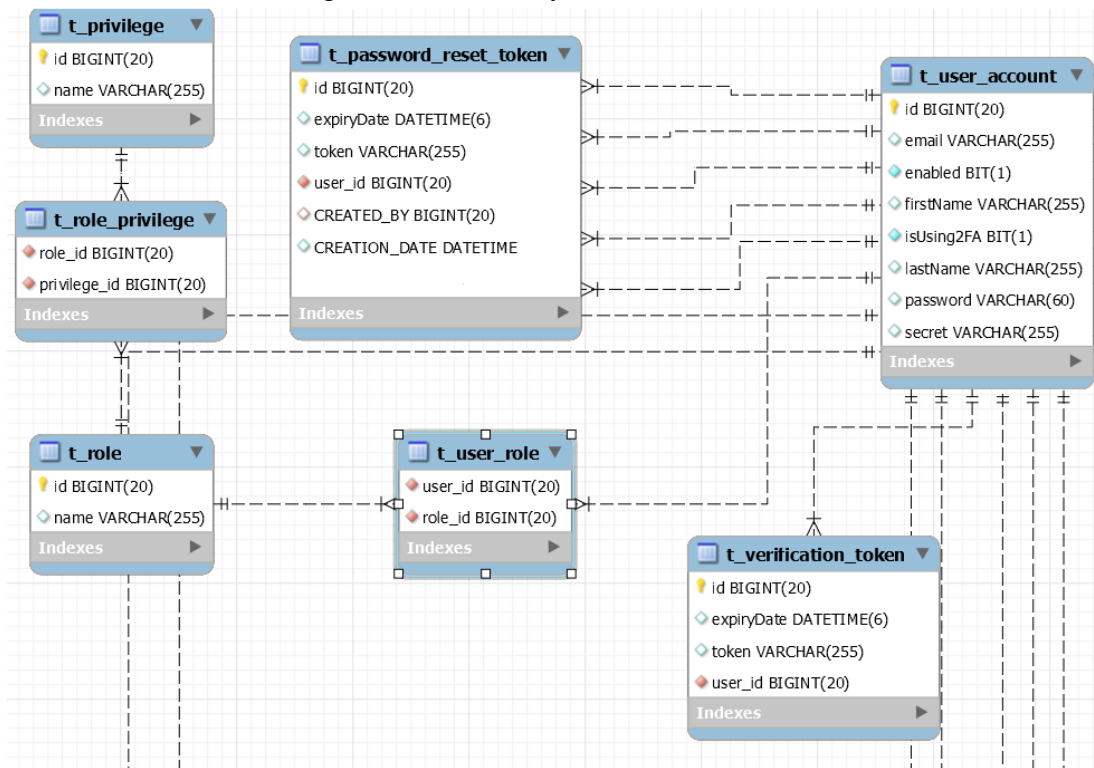 t_privilege
id BIGINT(20)
name VARCHAR(255)
Indexes
t_password_reset_token
id BIGINT(20)
expiryDate DATETIME(6)
token VARCHAR(255)
user_id BIGINT(20)
CREATED_BY BIGINT(20)
CREATION_DATE DATETIME
Indexes
t_user_account
id BIGINT(20)
email VARCHAR(255)
enabled BIT(1)
firstName VARCHAR(255)
isUsing2FA BIT(1)
lastName VARCHAR(255)
password VARCHAR(60)
secret VARCHAR(255)
Indexes
t_role_privilege
role_id BIGINT(20)
privilege_id BIGINT(20)
Indexes
t_role
id BIGINT(20)
name VARCHAR(255)
Indexes
t_user_role
user_id BIGINT(20)
role_id BIGINT(20)
Indexes
t_verification_token
id BIGINT(20)
expiryDate DATETIME(6)
token VARCHAR(255)
user_id BIGINT(20)
Indexes